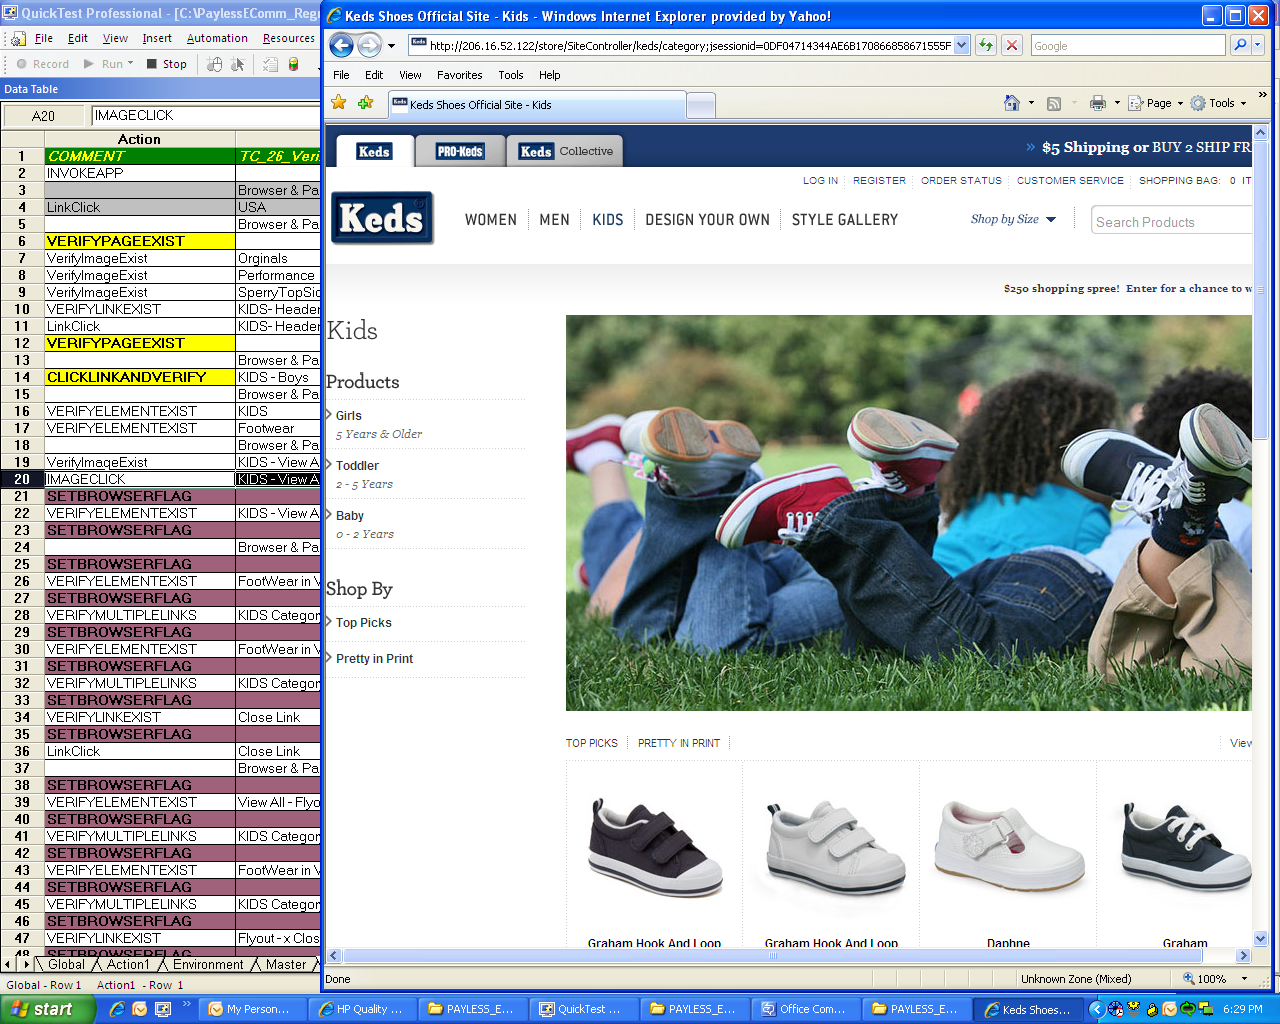 QuickTest Professional - [C:\PaylessEComm_Regr
File Edit View Insert Automation Resources
Record Run Stop
Data Table
A20 IMAGECLICK
Action
1 COMMENT TC_26_Veri
2 INVOKEAPP
3 Browser & Pa
4 LinkClick USA
5 Browser & Pa
6 VERIFYPAGEEXIST
7 VerifyImageExist Orginals
8 VerifyImageExist Performance
9 VerifyImageExist SperryTopSid
10 VERIFYLINKEXIST KIDS- Header
11 LinkClick KIDS- Header
12 VERIFYPAGEEXIST
13 Browser & Pa
14 CLICKLINKANDVERIFY KIDS - Boys
15 Browser & Pa
16 VERIFYELEMENTEXIST KIDS
17 VERIFYELEMENTEXIST Footwear
18 Browser & Pa
19 VerifyImageExist KIDS - View A
20 IMAGECLICK KIDS - View A
21 SETBROWSERFLAG
22 VERIFYELEMENTEXIST KIDS - View A
23 SETBROWSERFLAG
24 Browser & Pa
25 SETBROWSERFLAG
26 VERIFYELEMENTEXIST FootWear in V
27 SETBROWSERFLAG
28 VERIFYMULTIPLELINKS KIDS Categor
29 SETBROWSERFLAG
30 VERIFYELEMENTEXIST FootWear in V
31 SETBROWSERFLAG
32 VERIFYMULTIPLELINKS KIDS Categor
33 SETBROWSERFLAG
34 VERIFYLINKEXIST Close Link
35 SETBROWSERFLAG
36 LinkClick Close Link
37 Browser & Pa
38 SETBROWSERFLAG
39 VERIFYELEMENTEXIST View All - Flyo
40 SETBROWSERFLAG
41 VERIFYMULTIPLELINKS KIDS Categor
42 SETBROWSERFLAG
43 VERIFYELEMENTEXIST FootWear in V
44 SETBROWSERFLAG
45 VERIFYMULTIPLELINKS KIDS Categor
46 SETBROWSERFLAG
47 VERIFYLINKEXIST Flyout - x Clos
48 SETBROWSERFLAG
Global Action1 Environment Master
Global - Row 1 Action1 - Row 1
Keds Shoes Official Site - Kids - Windows Internet Explorer provided by Yahoo!
http://206.16.52.122/store/SiteController/keds/category;jsessionid=0DF04714344AE6B170866858671555F
Google
File Edit View Favorites Tools Help
Keds Shoes Official Site - Kids
Page Tools »
Keds PRO-Keds Keds Collective
» $5 Shipping or BUY 2 SHIP FR
LOG IN REGISTER ORDER STATUS CUSTOMER SERVICE SHOPPING BAG: 0 IT
Keds
WOMEN MEN KIDS DESIGN YOUR OWN STYLE GALLERY Shop by Size Search Products
$250 shopping spree! Enter for a chance to w
Kids
Products
Girls
5 Years & Older
Toddler
2 - 5 Years
Baby
0 - 2 Years
Shop By
Top Picks
Pretty in Print
TOP PICKS PRETTY IN PRINT View
Graham Hook And Loop Graham Hook And Loop Daphne Graham
Done Unknown Zone (Mixed) 100%
start » My Person... HP Quality ... PAYLESS_E... QuickTest ... PAYLESS_E... Office Com... PAYLESS_E... Keds Shoes... 6:29 PM